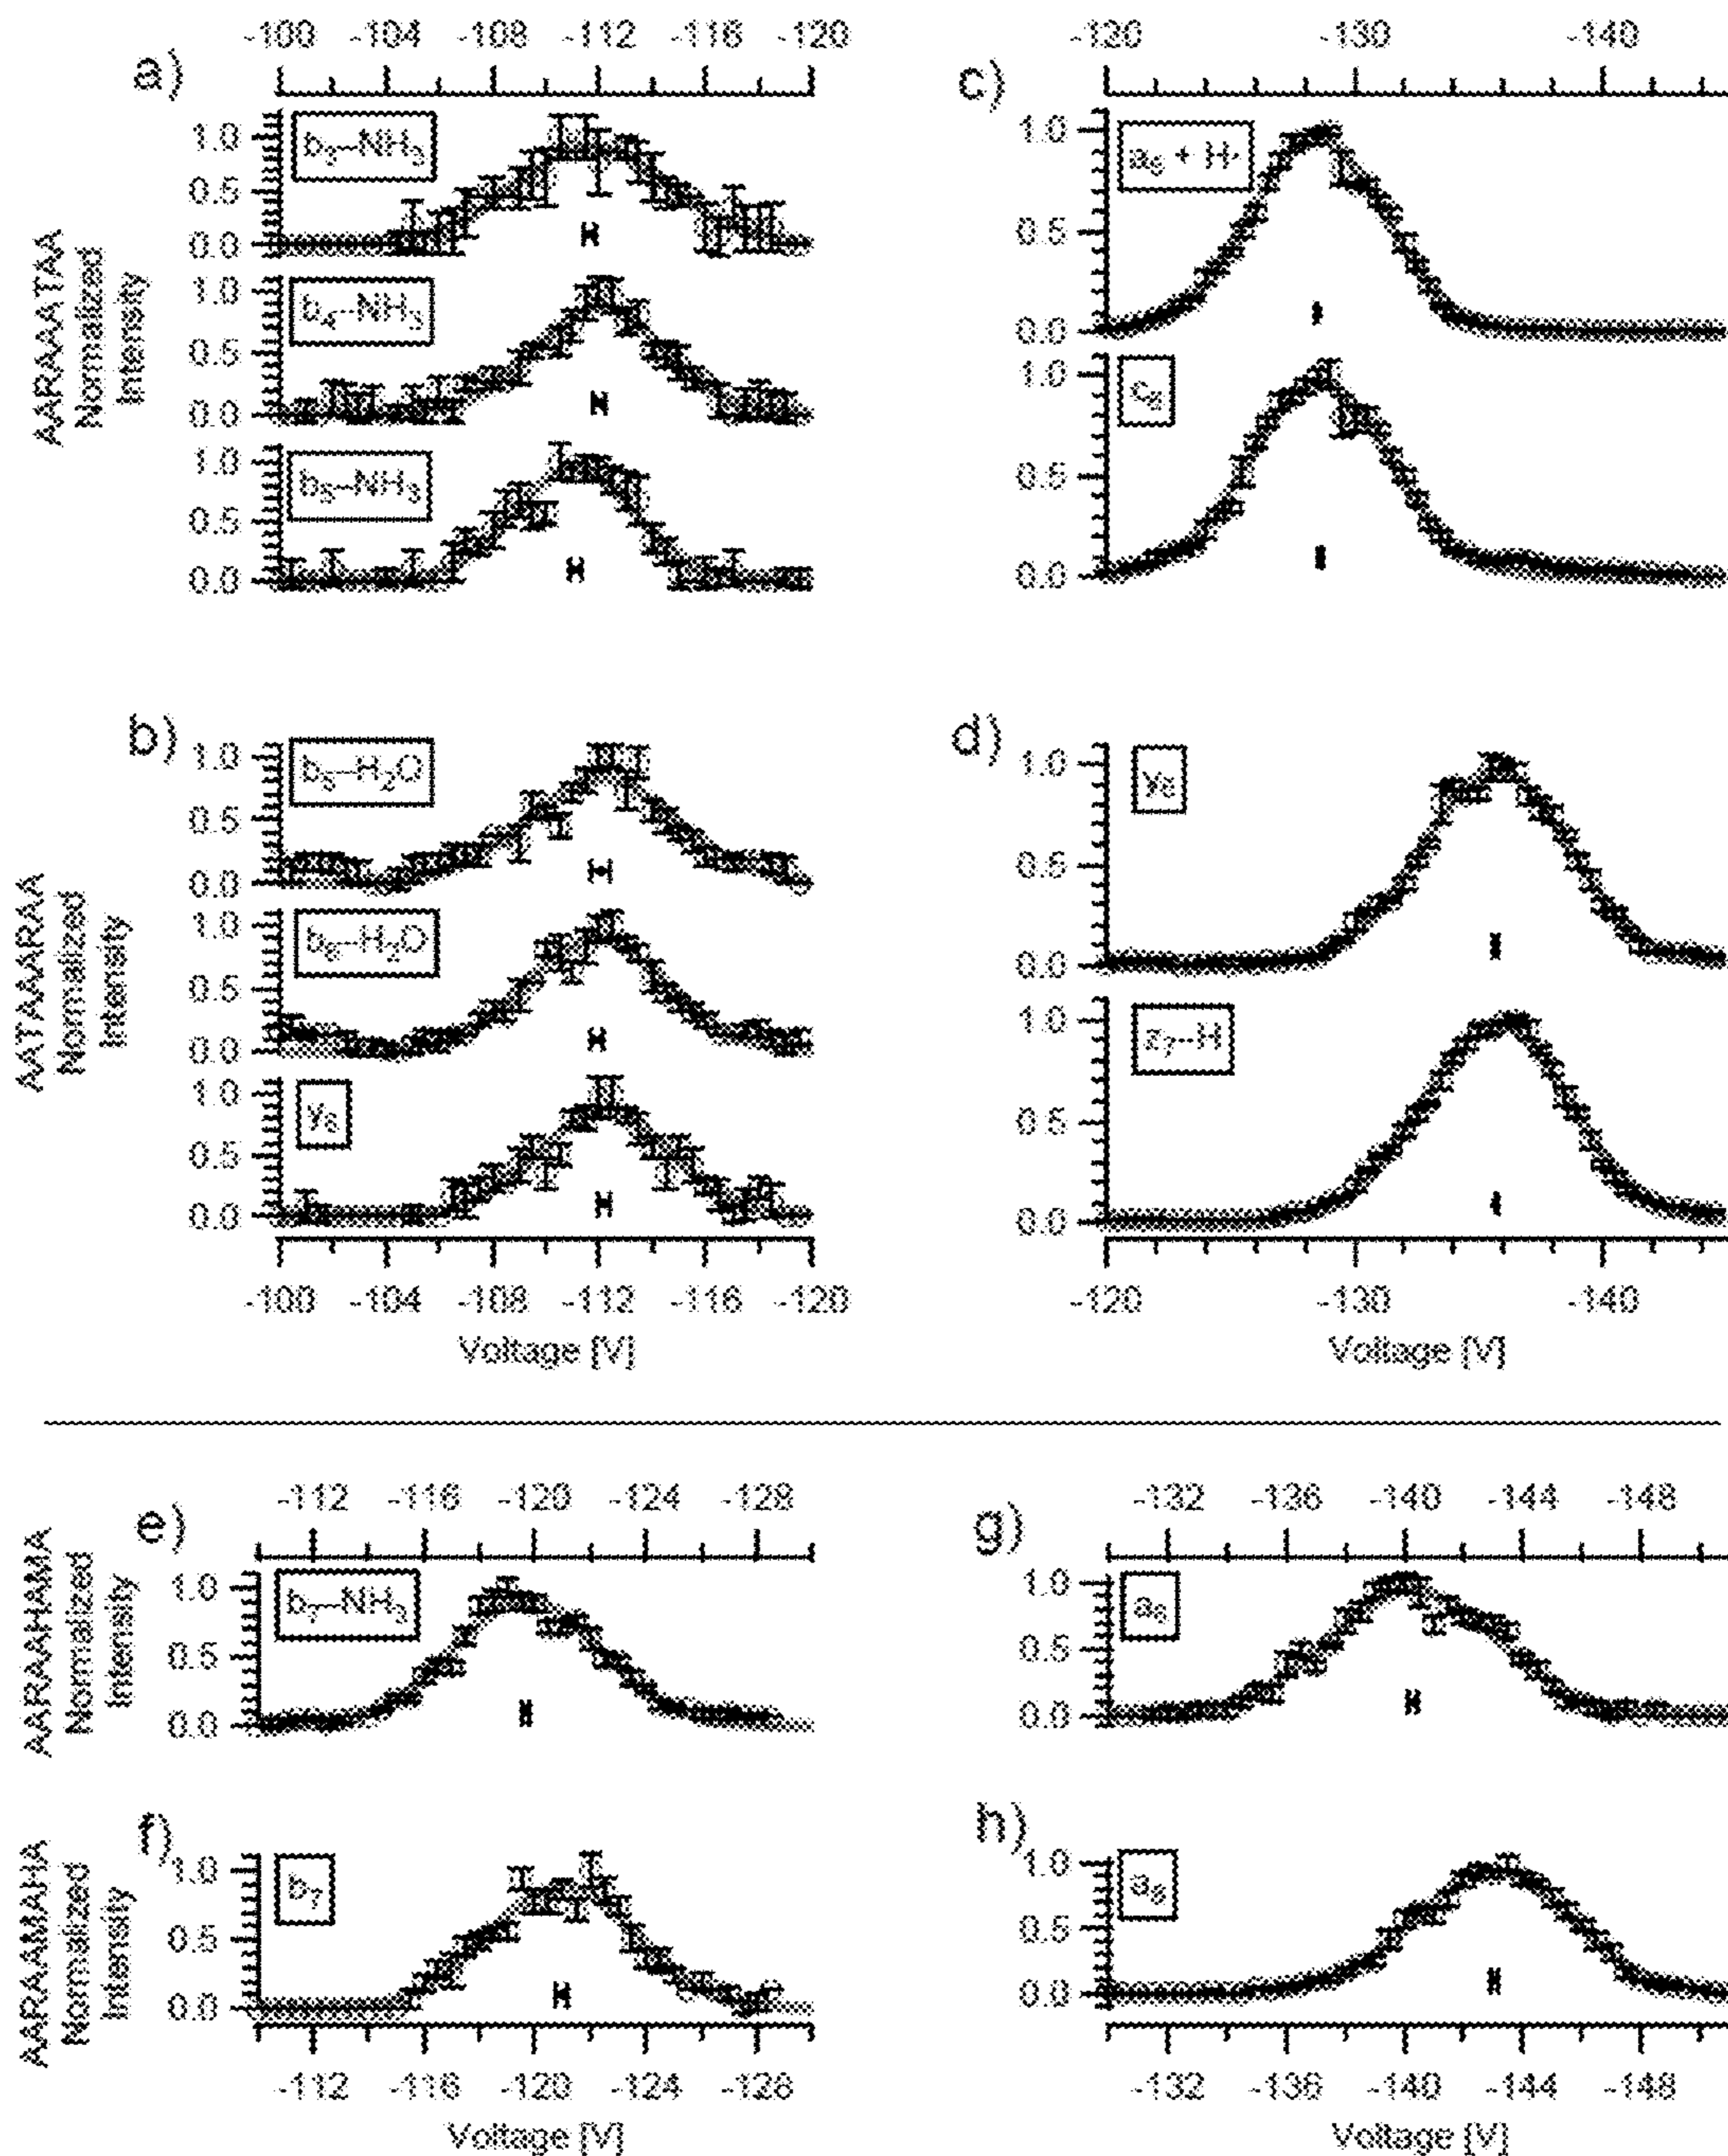 -100 -104 -108 -112 -116 -120
-120 -130 -140
a)
c)
AARAAATAA
Normalized
Intensity
1.0
0.5
0.0
b₃–NH₃
1.0
0.5
0.0
b₄–NH₃
1.0
0.5
0.0
b₅–NH₃
1.0
0.5
0.0
1.0
0.5
0.0
b)
d)
AATAAARAA
Normalized
Intensity
1.0
0.5
0.0
b₅–H₂O
1.0
0.5
0.0
b₆–H₂O
1.0
0.5
0.0
1.0
0.5
0.0
1.0
0.5
0.0
z₇–H
-100 -104 -108 -112 -116 -120
-120 -130 -140
Voltage [V]
Voltage [V]
-112 -116 -120 -124 -128
-132 -136 -140 -144 -148
e)
g)
AARAAHAMA
Normalized
Intensity
1.0
0.5
0.0
b₇–NH₃
1.0
0.5
0.0
f)
h)
AARAAMAHA
Normalized
Intensity
1.0
0.5
0.0
b₇
1.0
0.5
0.0
-112 -116 -120 -124 -128
-132 -136 -140 -144 -148
Voltage [V]
Voltage [V]